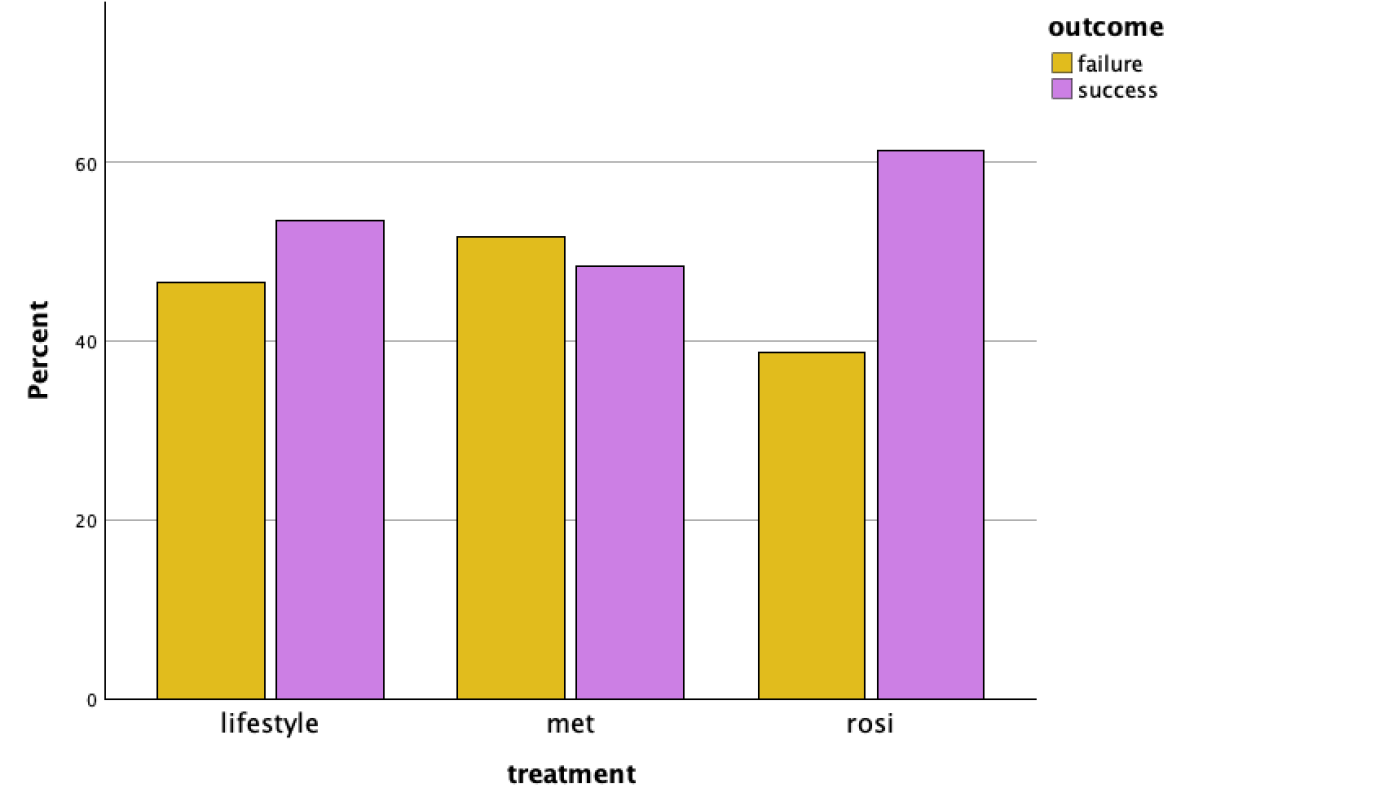 outcome
failure
success
60
40
20
0
Percent
lifestyle met rosi
treatment